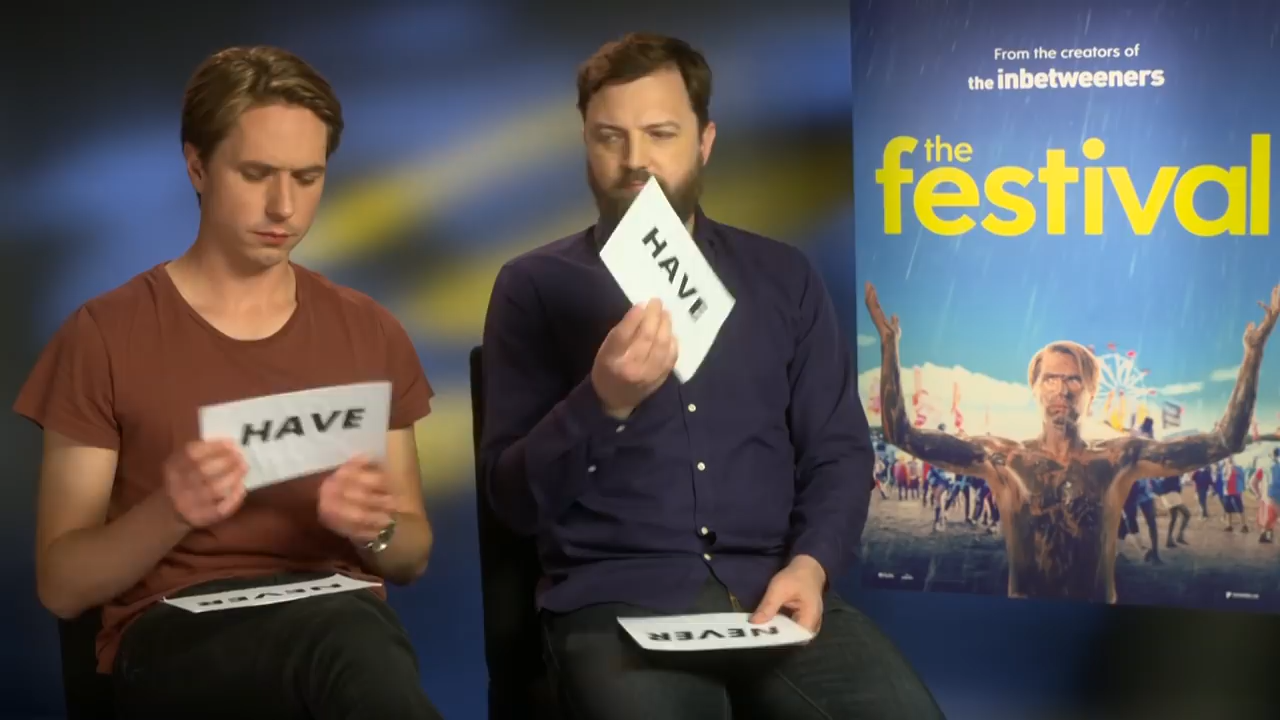 From the creators of
the inbetweeners
the
festival
HAVE
HAVE
NEVER
NEVER